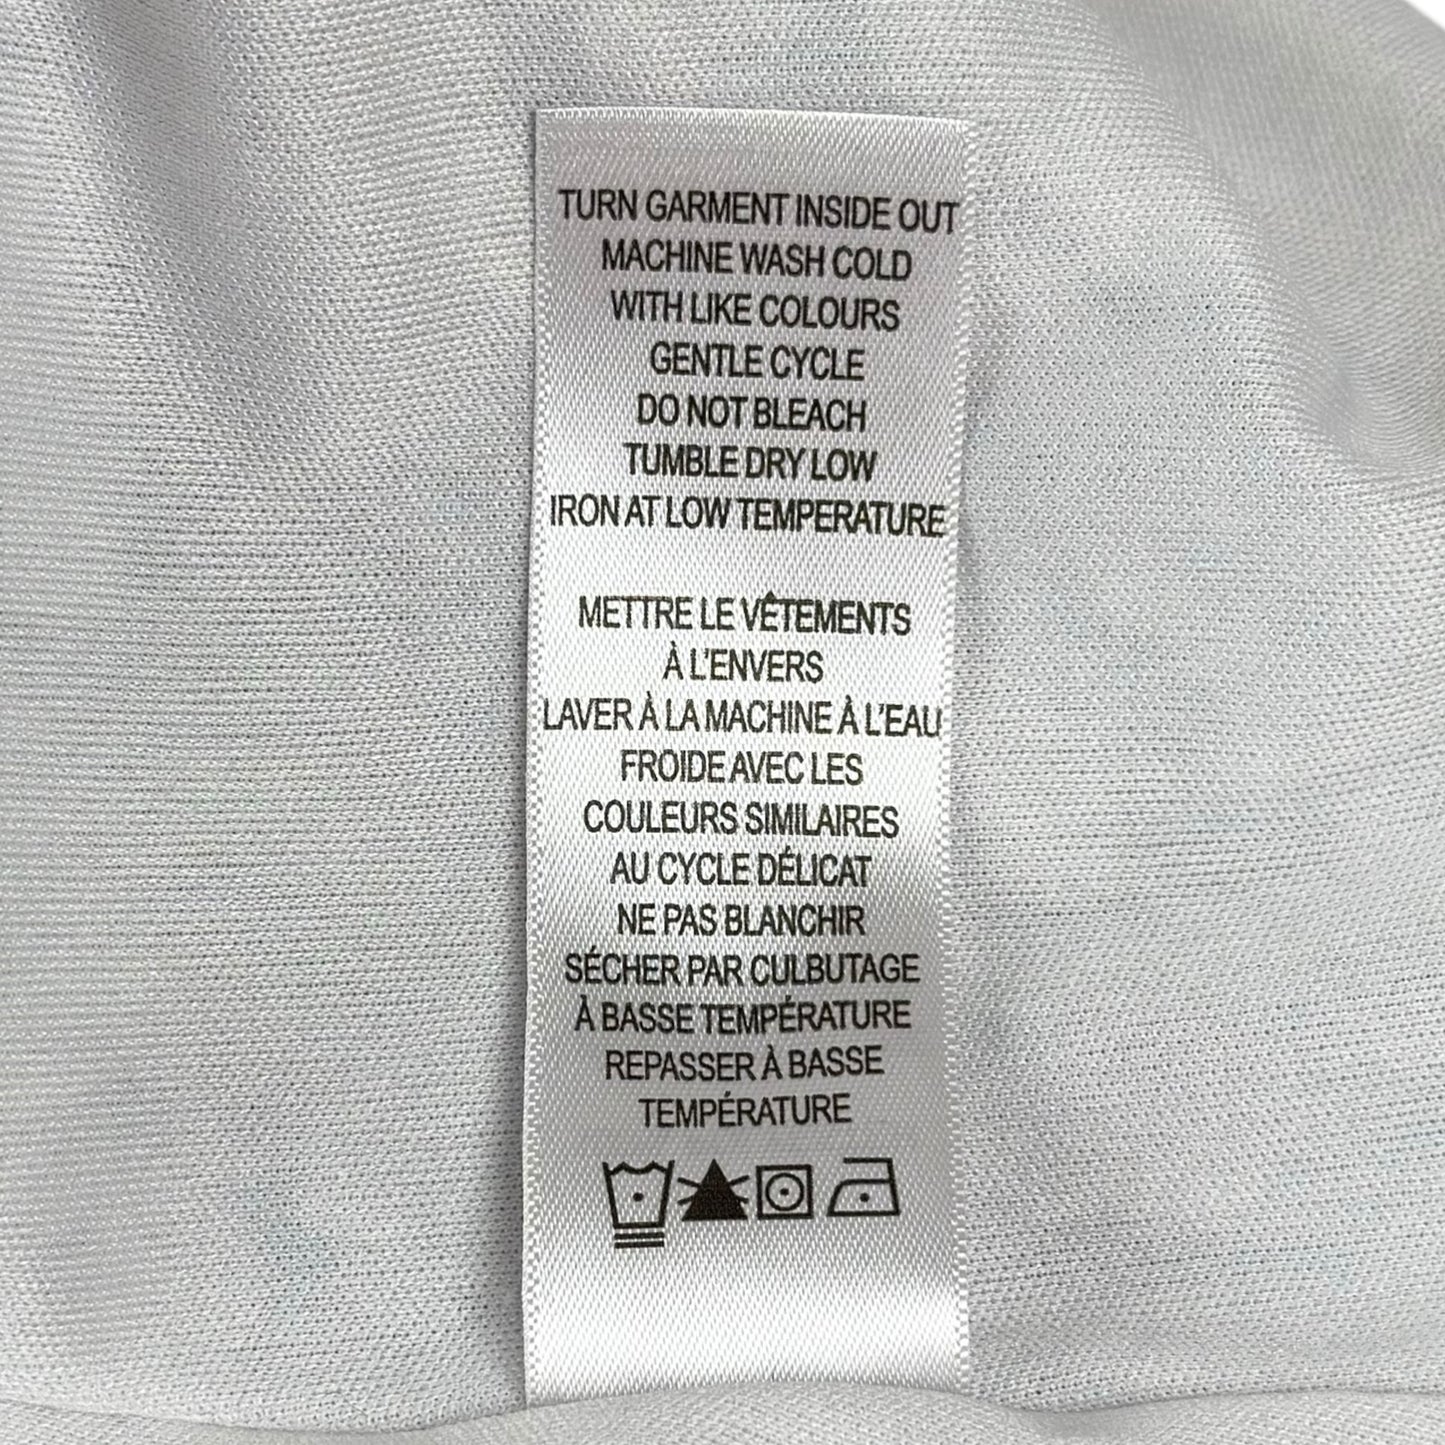 TURN GARMENT INSIDE OUT
MACHINE WASH COLD
WITH LIKE COLOURS
GENTLE CYCLE
DO NOT BLEACH
TUMBLE DRY LOW
IRON AT LOW TEMPERATURE
METTRE LE VÊTEMENTS
À L'ENVERS
LAVER À LA MACHINE À L'EAU
FROIDE AVEC LES
COULEURS SIMILAIRES
AU CYCLE DÉLICAT
NE PAS BLANCHIR
SÉCHER PAR CULBUTAGE
À BASSE TEMPÉRATURE
REPASSER À BASSE
TEMPÉRATURE